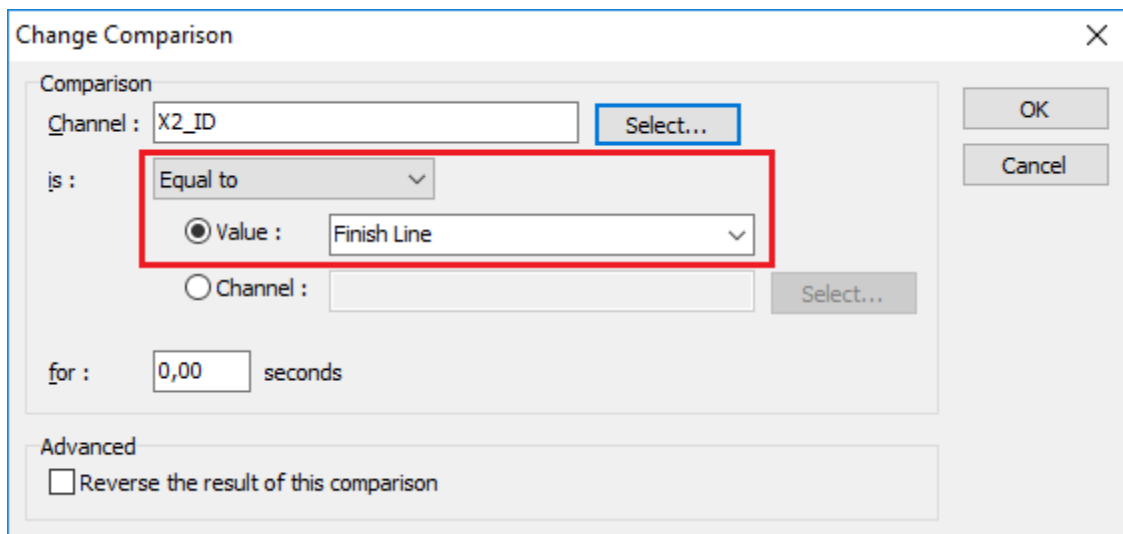 Change Comparison
Comparison
Channel : X2_ID Select...
OK
is : Equal to
Cancel
Value : Finish Line
Channel : Select...
for : 0,00 seconds
Advanced
Reverse the result of this comparison